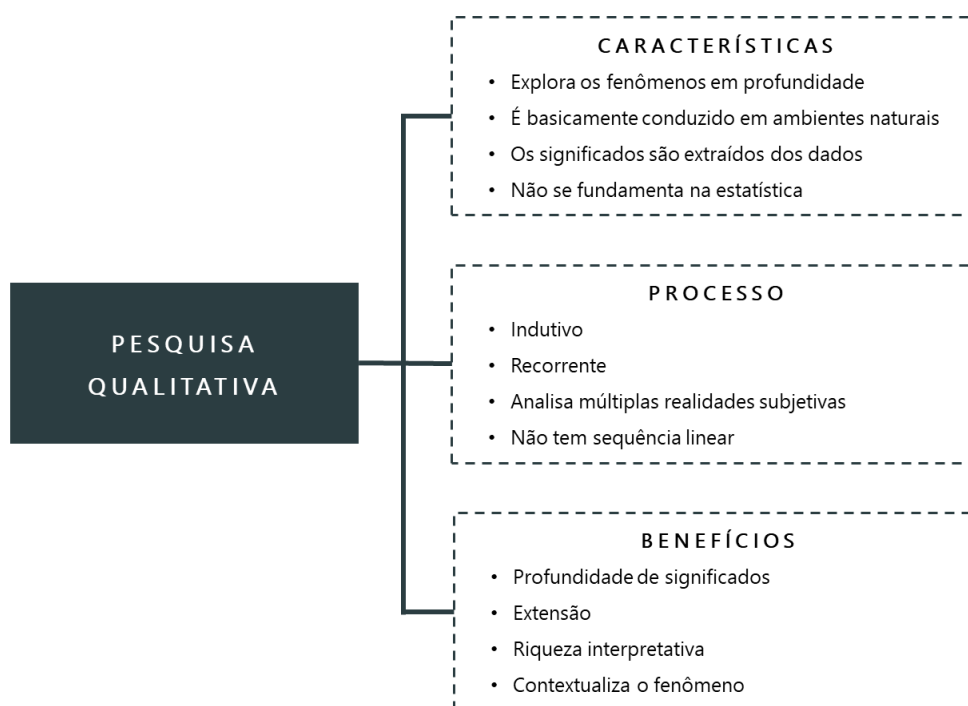 PESQUISA
QUALITATIVA
CARACTERÍSTICAS
• Explora os fenômenos em profundidade
• É basicamente conduzido em ambientes naturais
• Os significados são extraídos dos dados
• Não se fundamenta na estatística
PROCESSO
• Indutivo
• Recorrente
• Analisa múltiplas realidades subjetivas
• Não tem sequência linear
BENEFÍCIOS
• Profundidade de significados
• Extensão
• Riqueza interpretativa
• Contextualiza o fenômeno